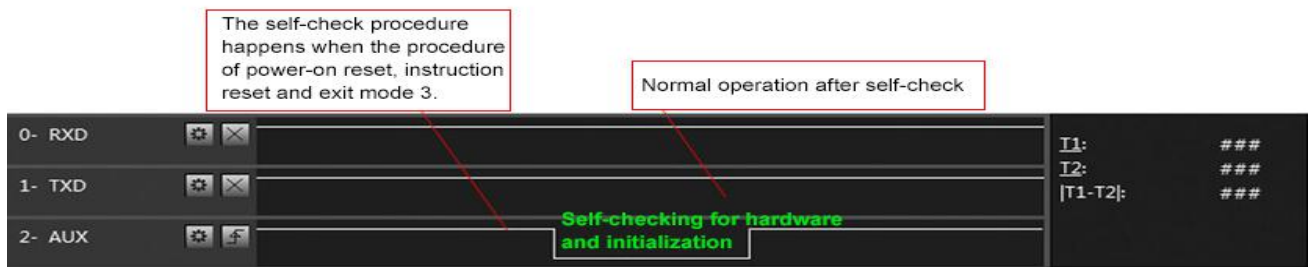 The self-check procedure
happens when the procedure
of power-on reset, instruction
reset and exit mode 3.
Normal operation after self-check
0- RXD
1- TXD
2- AUX
Self-checking for hardware
and initialization
T1: ###
T2: ###
|T1-T2|: ###